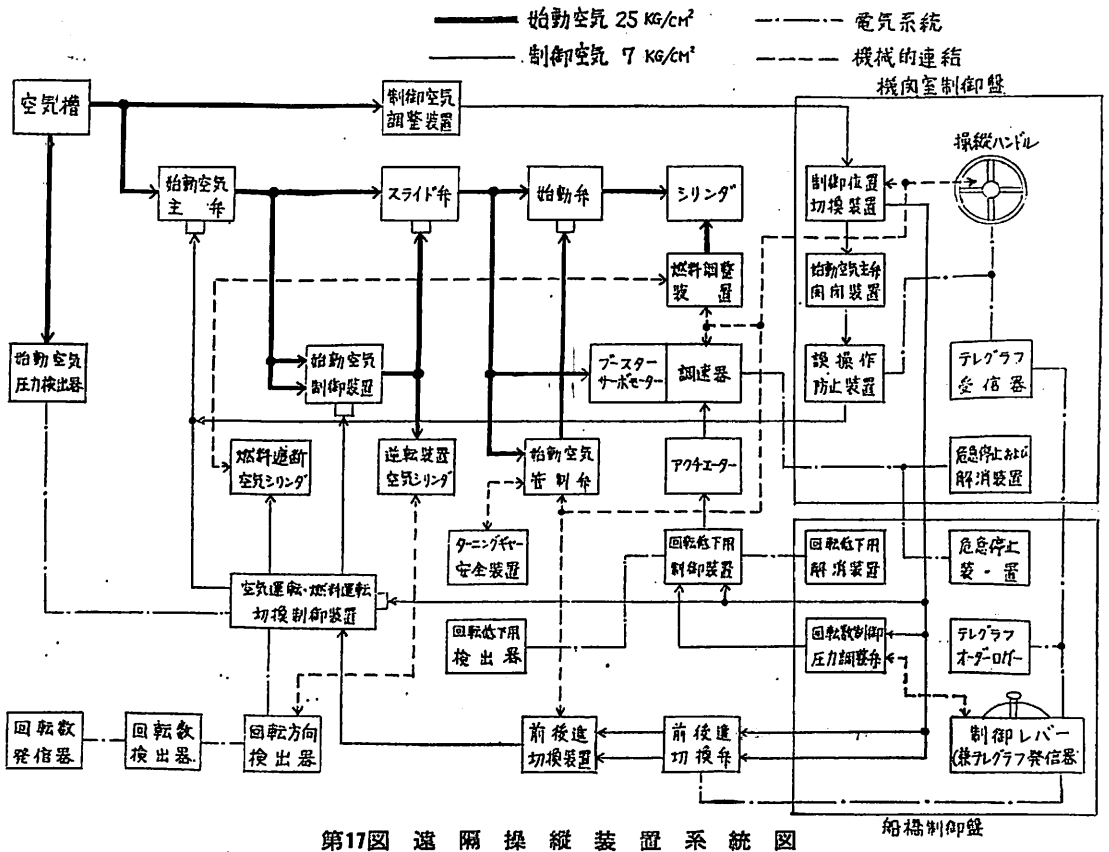 始動空気 25 KG/CM²
電気系統
制御空気 7 KG/CM²
機械的連結
機関室制御盤
空気槽
制御空気
調整装置
操縦ハンドル
始動空気
主弁
スライド弁
始動弁
シリンダ
制御位置
切換装置
燃料調整
装置
始動空気主弁
開閉装置
始動空気
圧力検出器
始動空気
制御装置
ブースター
サーボモーター
調速器
誤操作
防止装置
テレグラフ
受信器
燃料遮断
空気シリンダ
逆転装置
空気シリンダ
始動空気
管制弁
アクチエーター
危急停止および
解消装置
ターニングギャー
安全装置
回転低下用
制御装置
回転低下用
解消装置
危急停止
装・置
空気運転・燃料運転
切換制御装置
回転低下用
検出器
回転数制御
圧力調整弁
テレグラフ
オーダーロガー
回転数
発信器
回転数
検出器
回転方向
検出器
前後進
切換装置
前後進
切換弁
制御レバー
(兼テレグラフ発信器)
船橋制御盤
第17図 遠隔操縦装置系統図